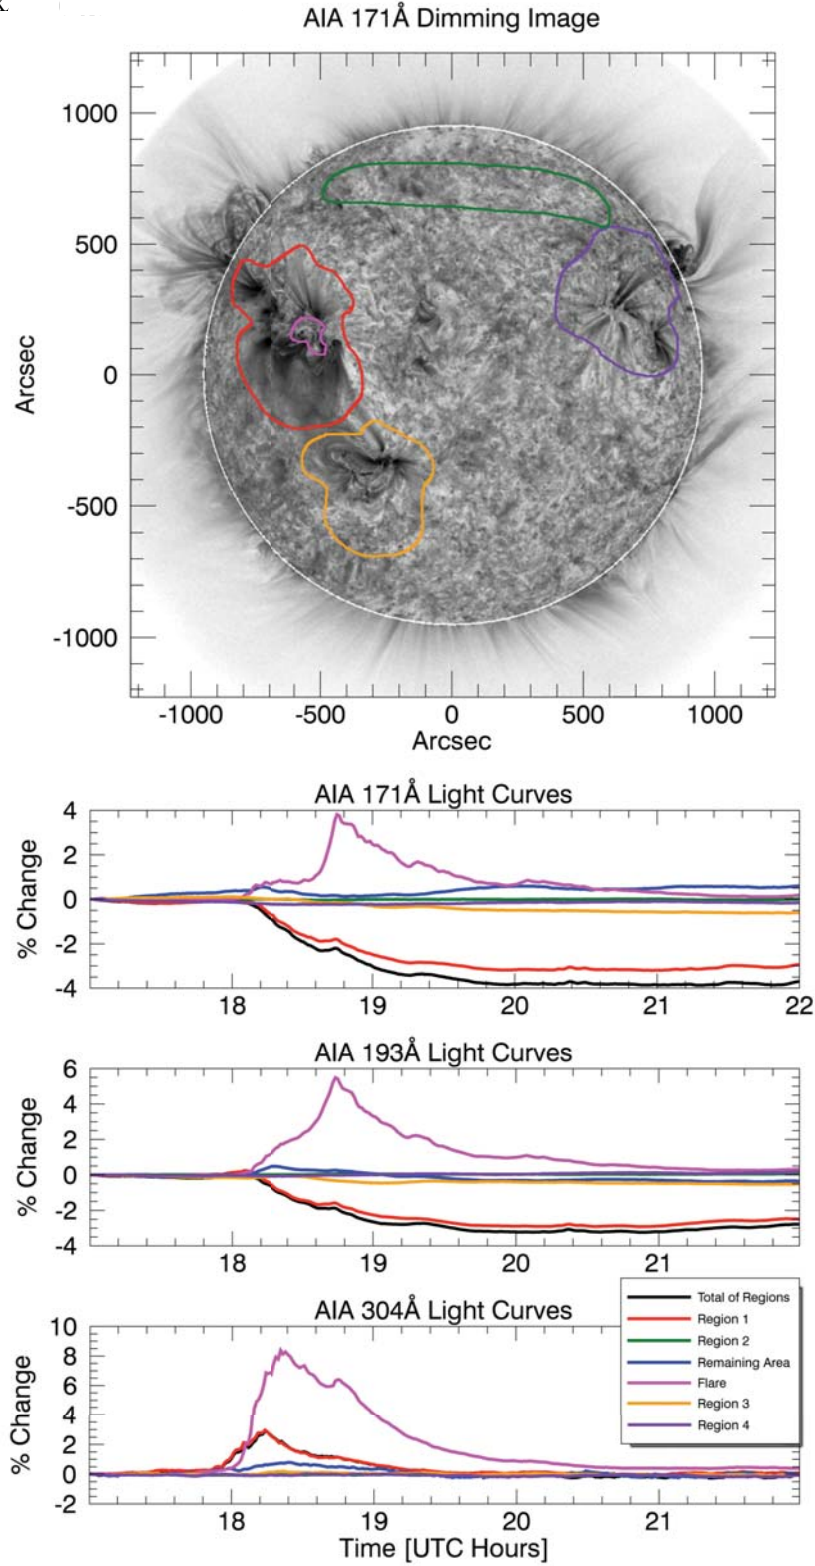 AIA 171Å Dimming Image
1000
500
0
-500
-1000
Arcsec
-1000 -500 0 500 1000
Arcsec
AIA 171Å Light Curves
4
2
0
-2
-4
% Change
18 19 20 21 22
AIA 193Å Light Curves
6
4
2
0
-2
-4
% Change
18 19 20 21
AIA 304Å Light Curves
10
8
6
4
2
0
-2
% Change
18 19 20 21
Time [UTC Hours]
Total of Regions
Region 1
Region 2
Remaining Area
Flare
Region 3
Region 4